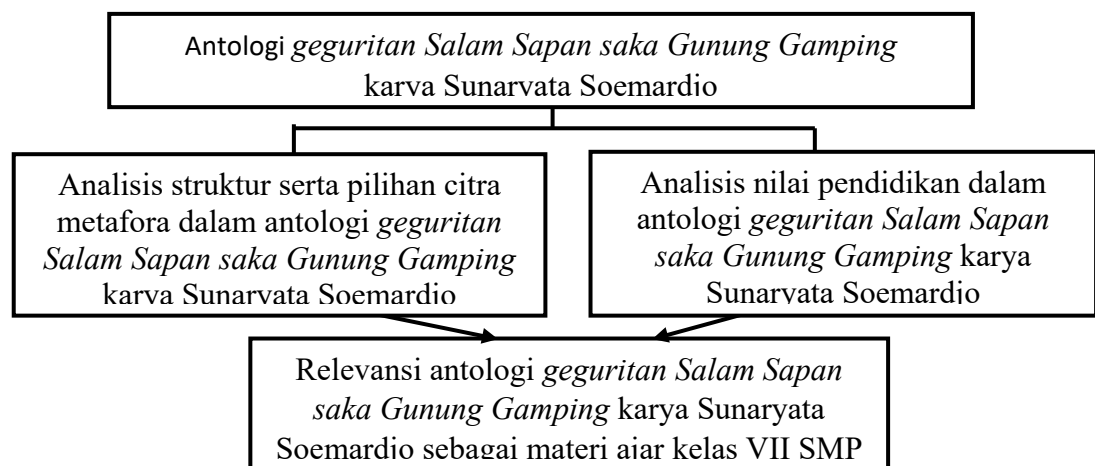 Antologi geguritan Salam Sapan saka Gunung Gamping
karya Sunaryata Soemardjo
Analisis struktur serta pilihan citra
metafora dalam antologi geguritan
Salam Sapan saka Gunung Gamping
karya Sunaryata Soemardjo
Analisis nilai pendidikan dalam
antologi geguritan Salam Sapan
saka Gunung Gamping karya
Sunaryata Soemardjo
Relevansi antologi geguritan Salam Sapan
saka Gunung Gamping karya Sunaryata
Soemardjo sebagai materi ajar kelas VII SMP